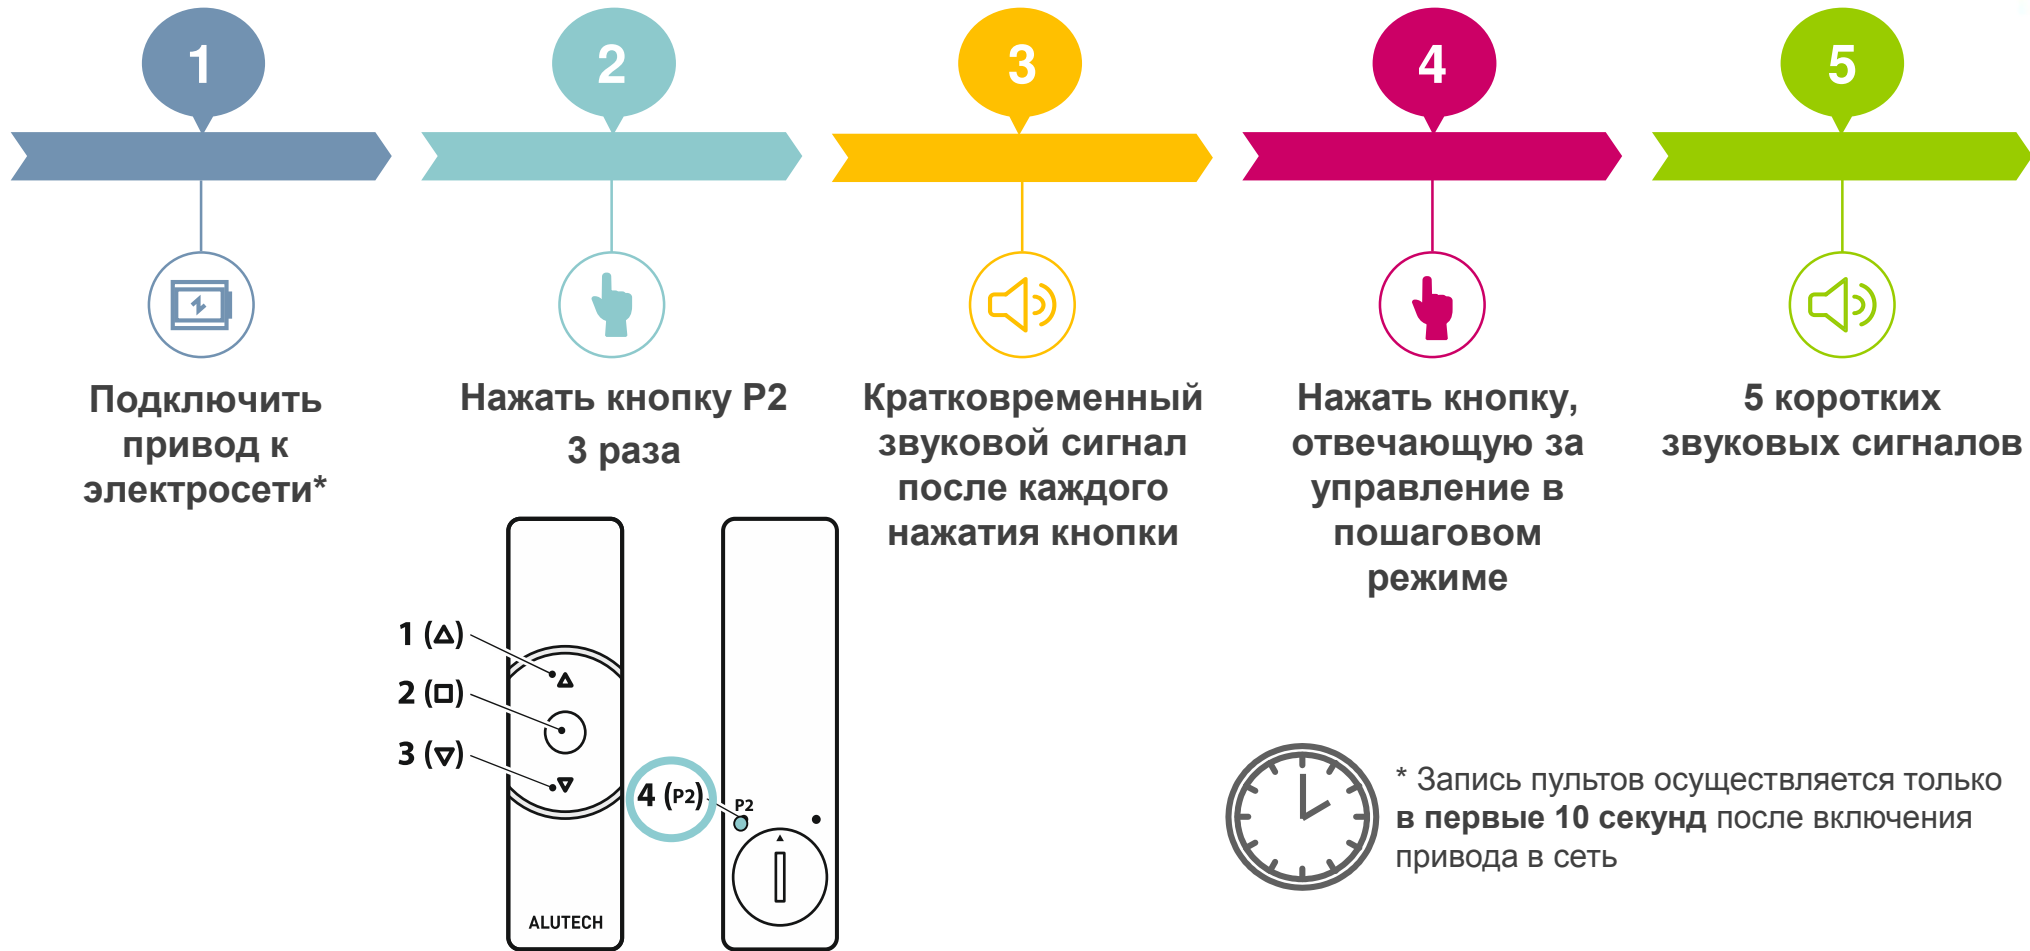 1
2
3
4
5
Подключить
привод к
электросети*
Нажать кнопку P2
3 раза
Кратковременный
звуковой сигнал
после каждого
нажатия кнопки
Нажать кнопку,
отвечающую за
управление в
пошаговом
режиме
5 коротких
звуковых сигналов
1 (△)
2 (□)
3 (▽)
4 (P2)
P2
ALUTECH
* Запись пультов осуществляется только
в первые 10 секунд после включения
привода в сеть